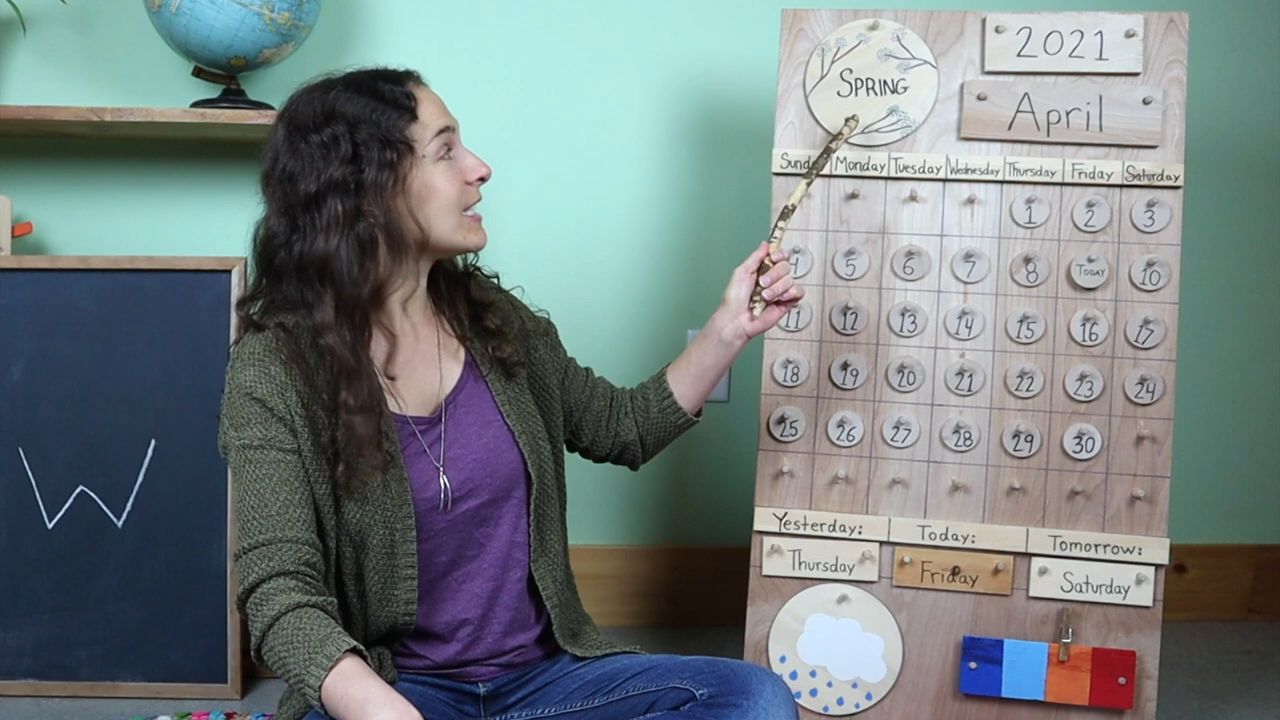 W
SPRING
2021
April
Sund Monday Tuesday Wednesday Thursday Friday Saturday
1 2 3
4 5 6 7 8 TODAY 10
11 12 13 14 15 16 17
18 19 20 21 22 23 24
25 26 27 28 29 30
Yesterday: Today: Tomorrow:
Thursday Friday Saturday